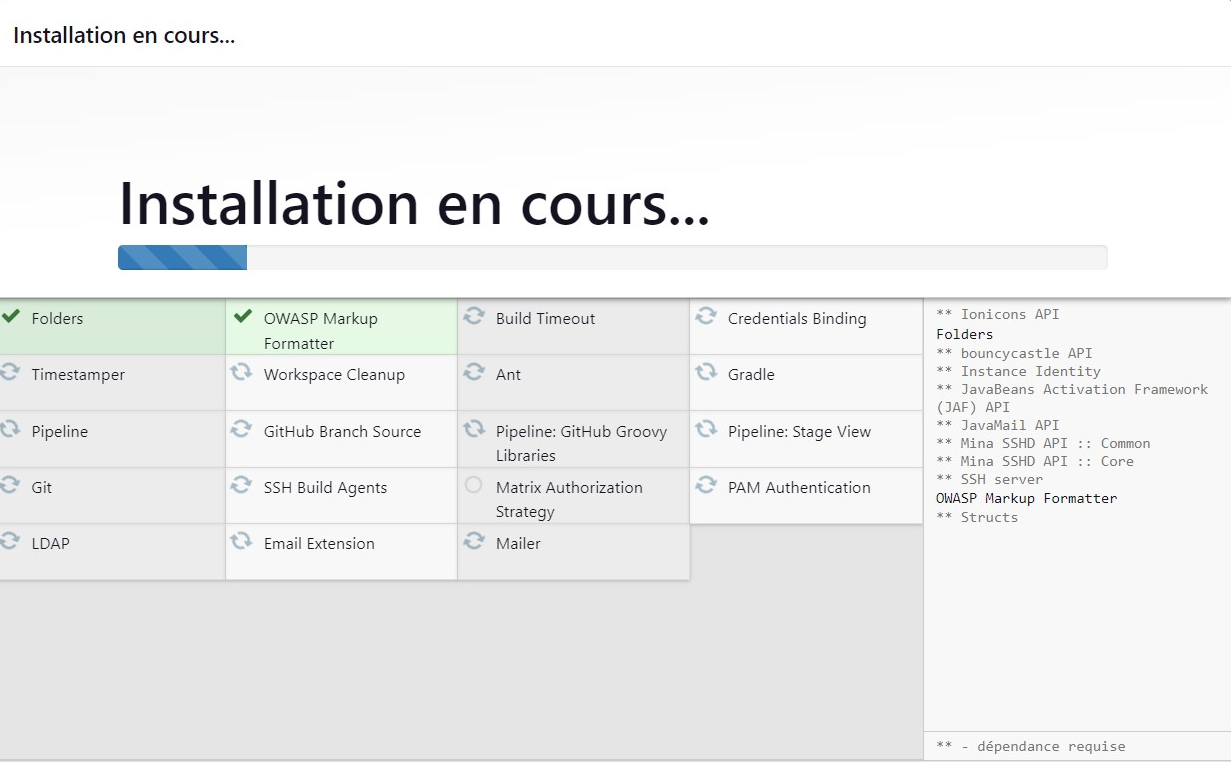 Installation en cours...
Installation en cours...
Folders
OWASP Markup
Formatter
Build Timeout
Credentials Binding
Timestamper
Workspace Cleanup
Ant
Gradle
Pipeline
GitHub Branch Source
Pipeline: GitHub Groovy
Libraries
Pipeline: Stage View
Git
SSH Build Agents
Matrix Authorization
Strategy
PAM Authentication
LDAP
Email Extension
Mailer
** Ionicons API
Folders
** bouncycastle API
** Instance Identity
** JavaBeans Activation Framework
(JAF) API
** JavaMail API
** Mina SSHD API :: Common
** Mina SSHD API :: Core
** SSH server
OWASP Markup Formatter
** Structs
** - dépendance requise